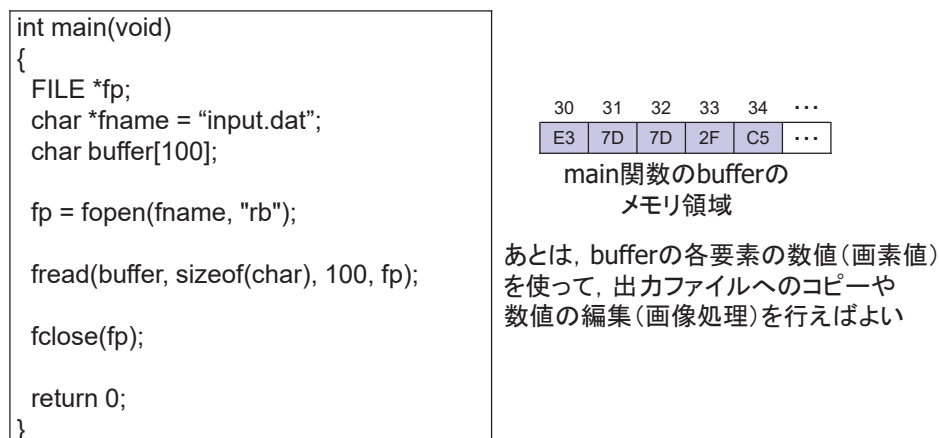 int main(void)
{
FILE *fp;
char *fname = “input.dat”;
char buffer[100];
fp = fopen(fname, "rb");
fread(buffer, sizeof(char), 100, fp);
fclose(fp);
return 0;
}
30 31 32 33 34 ･･･
E3 7D 7D 2F C5 ･･･
main関数のbufferの
メモリ領域
あとは，bufferの各要素の数値（画素値）
を使って，出力ファイルへのコピーや
数値の編集（画像処理）を行えばよい